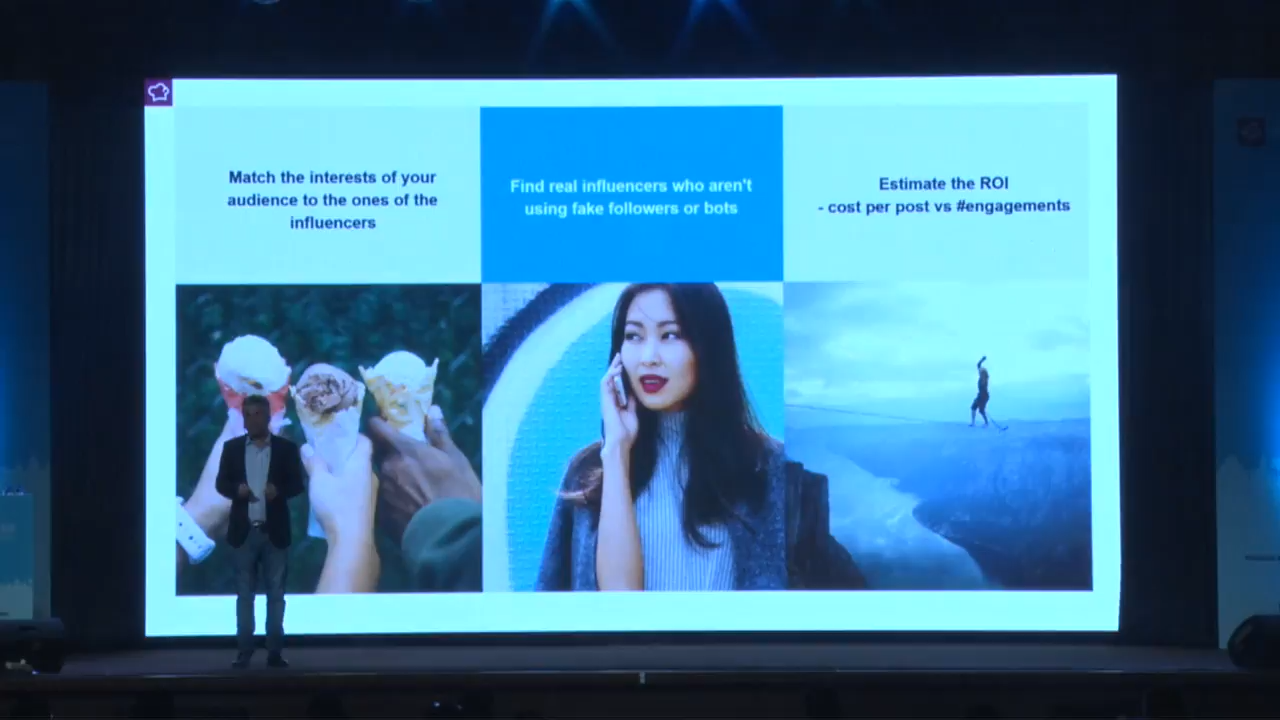 Match the interests of your
audience to the ones of the
influencers
Find real influencers who aren't
using fake followers or bots
Estimate the ROI
- cost per post vs #engagements